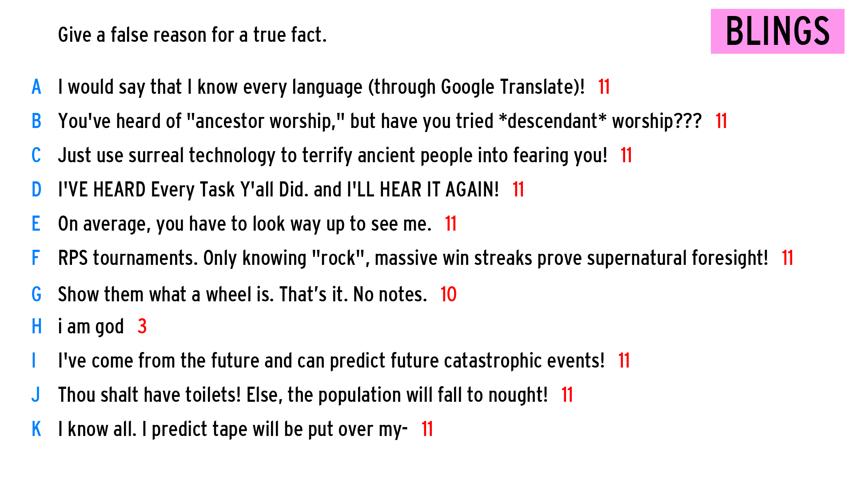 Give a false reason for a true fact.
BLINGS
A I would say that I know every language (through Google Translate)! 11
B You've heard of "ancestor worship," but have you tried *descendant* worship??? 11
C Just use surreal technology to terrify ancient people into fearing you! 11
D I'VE HEARD Every Task Y'all Did. and I'LL HEAR IT AGAIN! 11
E On average, you have to look way up to see me. 11
F RPS tournaments. Only knowing "rock", massive win streaks prove supernatural foresight! 11
G Show them what a wheel is. That’s it. No notes. 10
H i am god 3
I I've come from the future and can predict future catastrophic events! 11
J Thou shalt have toilets! Else, the population will fall to nought! 11
K I know all. I predict tape will be put over my- 11